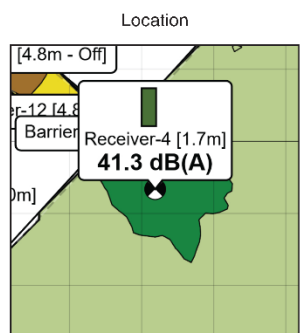 Location
[4.8m - Off]
er-12 [4.8
Barrier
Receiver-4 [1.7m]
41.3 dB(A)
0m]